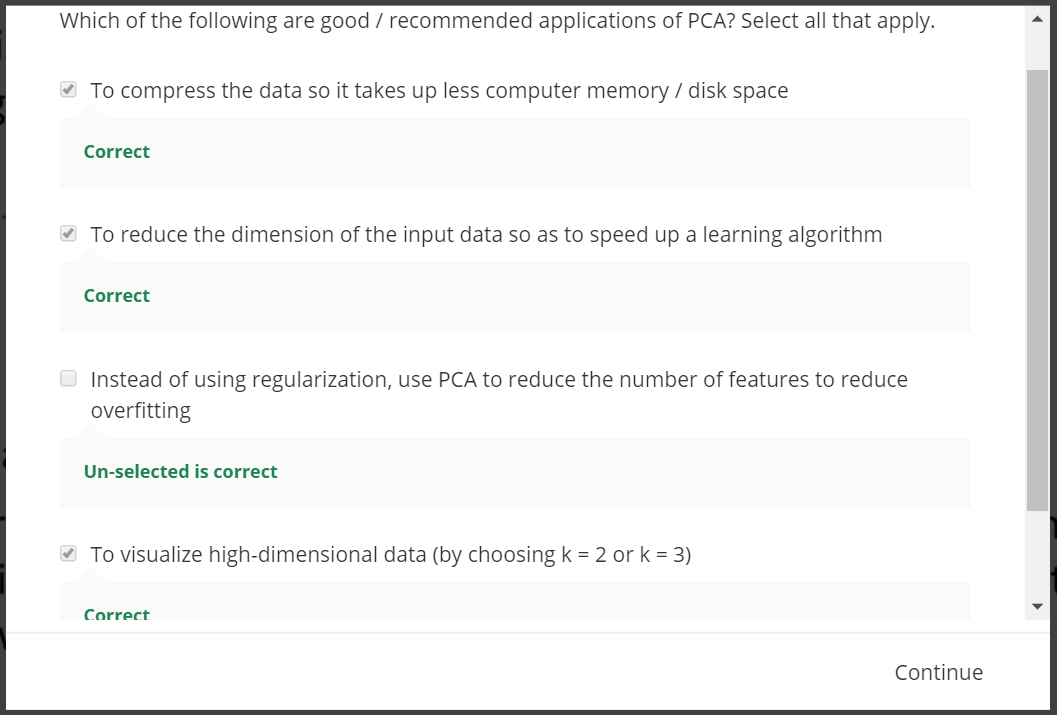 Which of the following are good / recommended applications of PCA? Select all that apply.
To compress the data so it takes up less computer memory / disk space
Correct
To reduce the dimension of the input data so as to speed up a learning algorithm
Correct
Instead of using regularization, use PCA to reduce the number of features to reduce
overfitting
Un-selected is correct
To visualize high-dimensional data (by choosing k = 2 or k = 3)
Correct
Continue